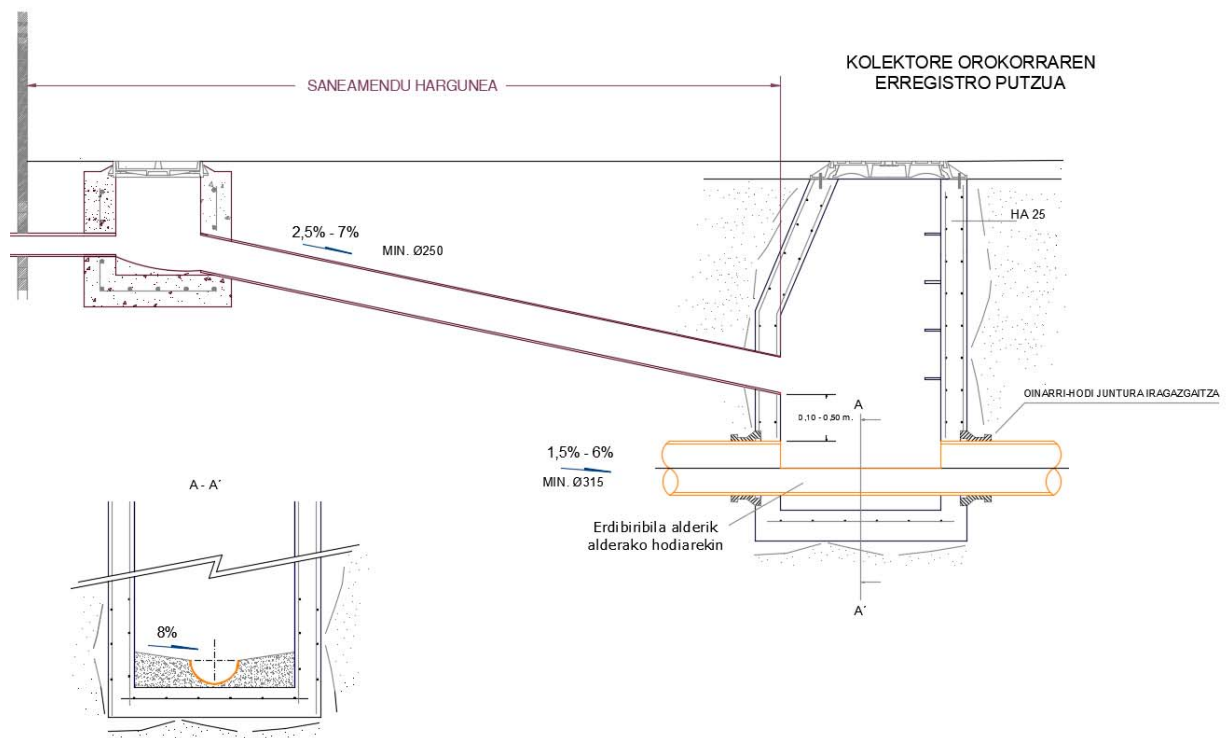 KOLEKTORE OROKORRAREN
ERREGISTRO PUTZUA
SANEAMENDU HARGUNEA
2,5% - 7%
MIN. Ø250
HA 25
OINARRI-HODI JUNTURA IRAGAZGAITZA
A
0,10 - 0,50 m.
1,5% - 6%
MIN. Ø315
A - A´
Erdibiribila alderik
alderako hodiarekin
A´
8%